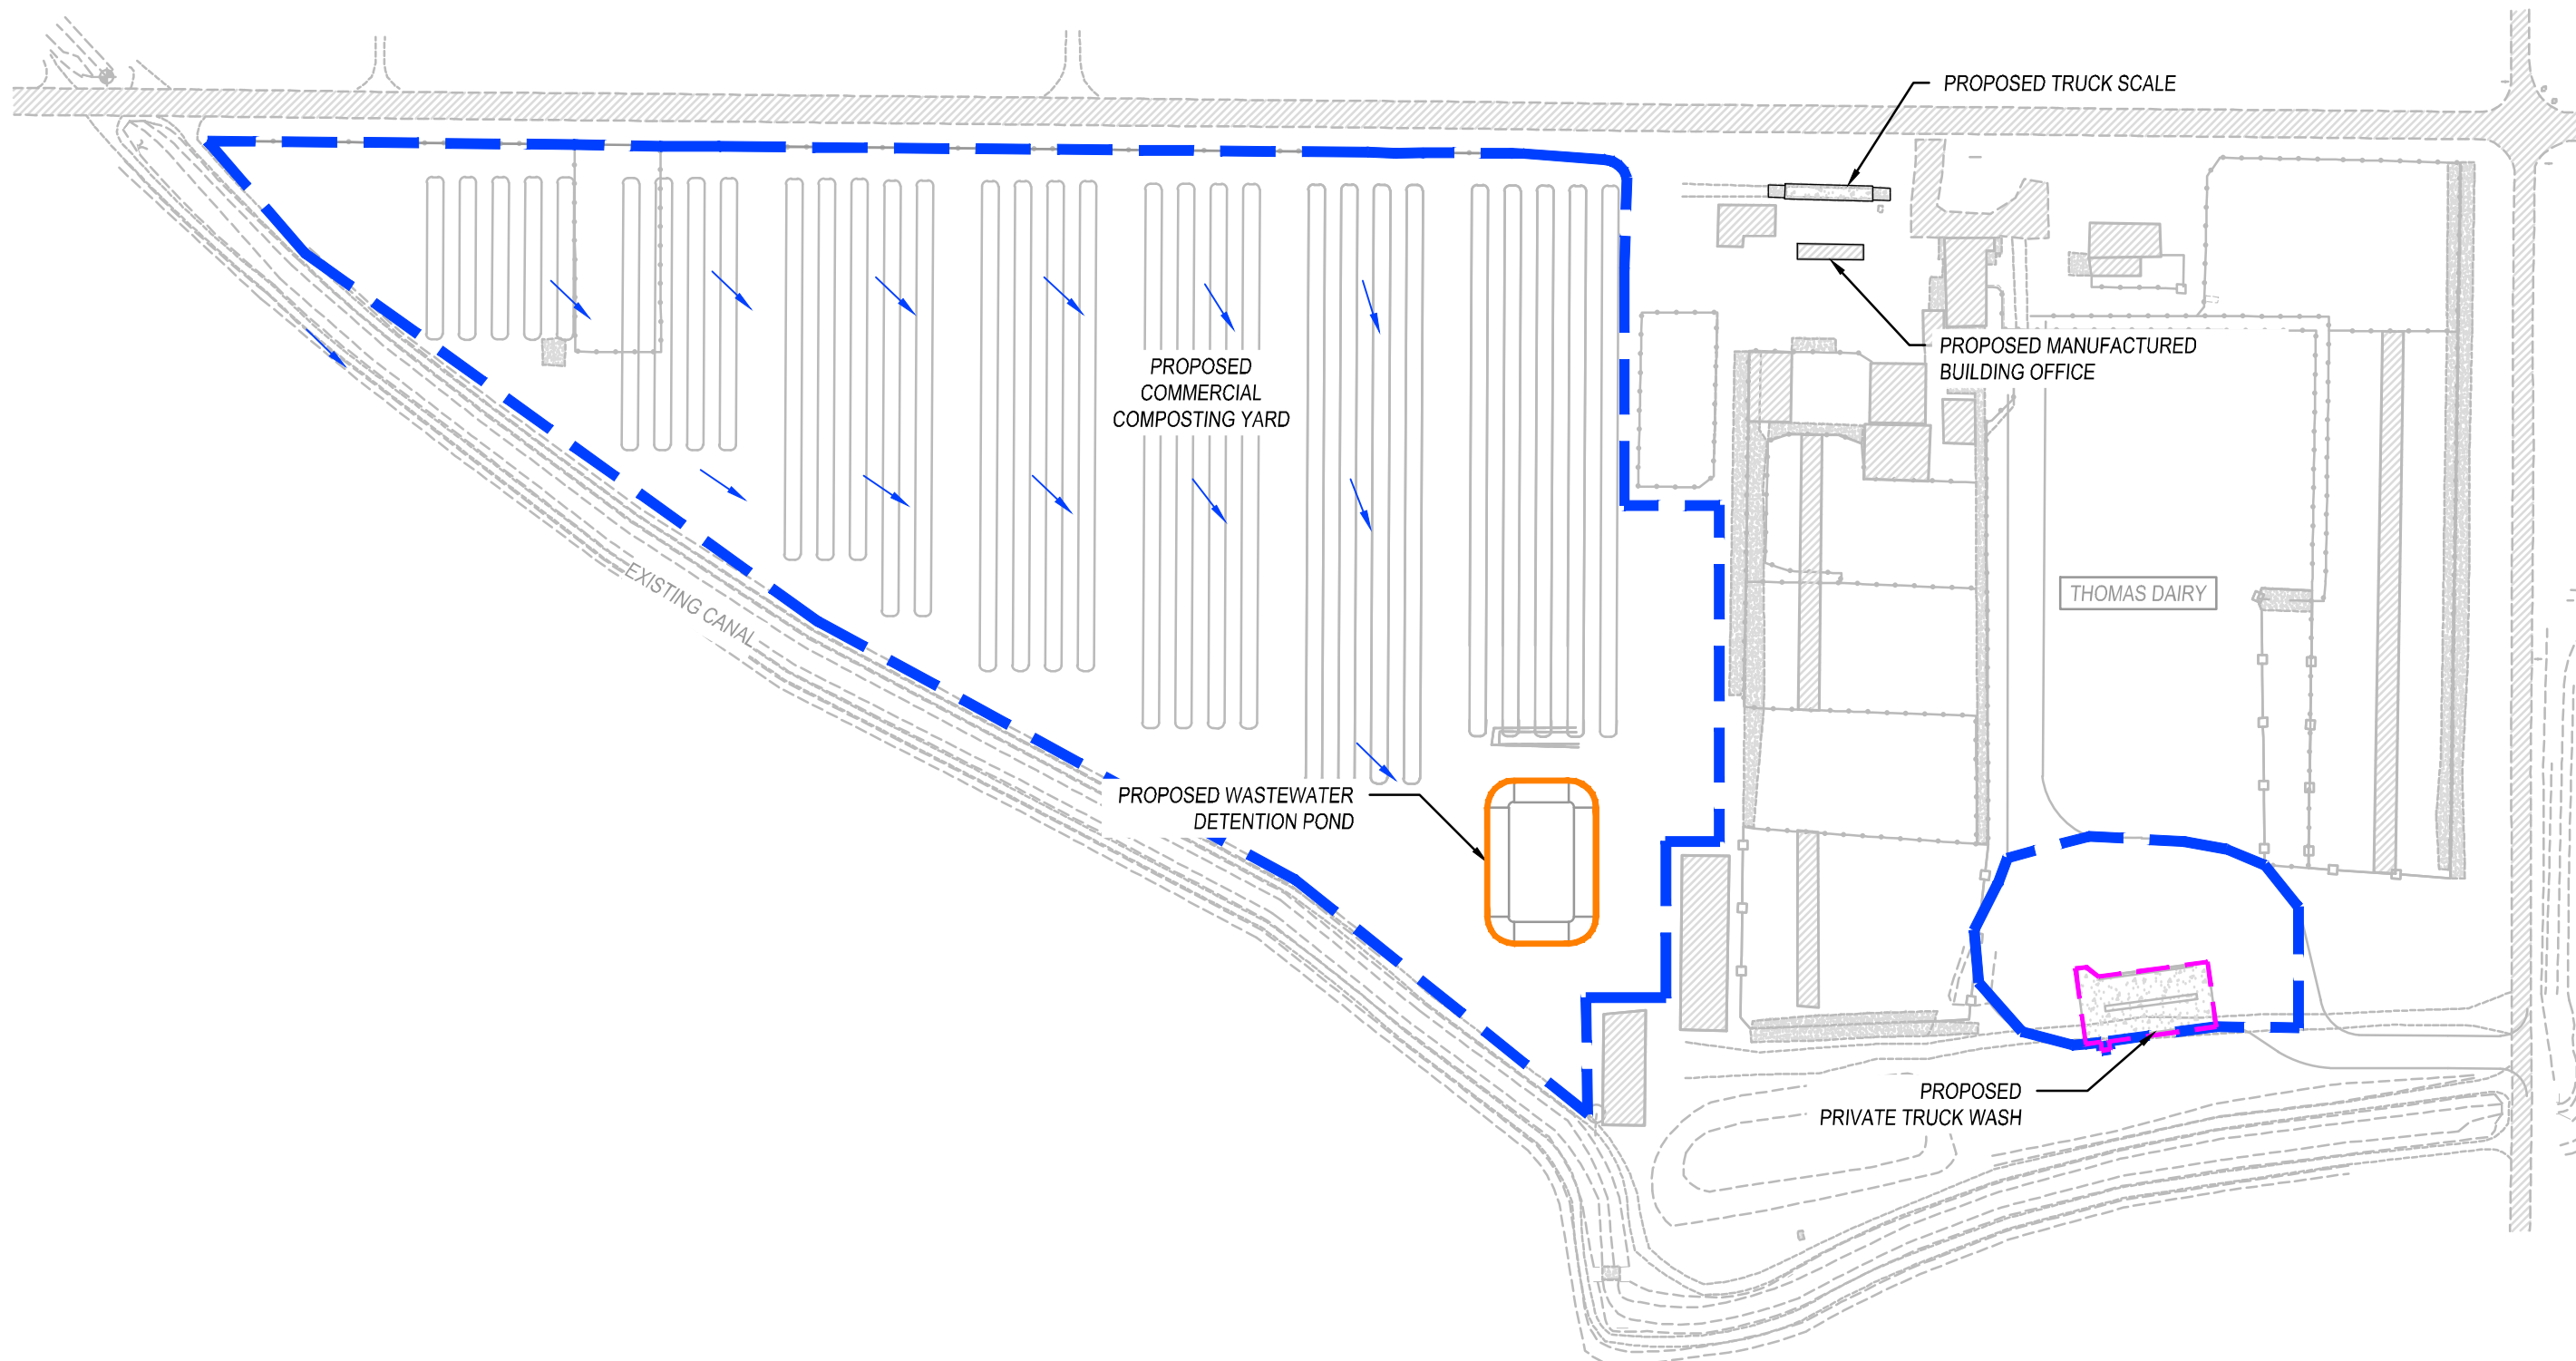 PROPOSED TRUCK SCALE
PROPOSED MANUFACTURED
BUILDING OFFICE
PROPOSED
COMMERCIAL
COMPOSTING YARD
EXISTING CANAL
THOMAS DAIRY
PROPOSED WASTEWATER
DETENTION POND
PROPOSED
PRIVATE TRUCK WASH